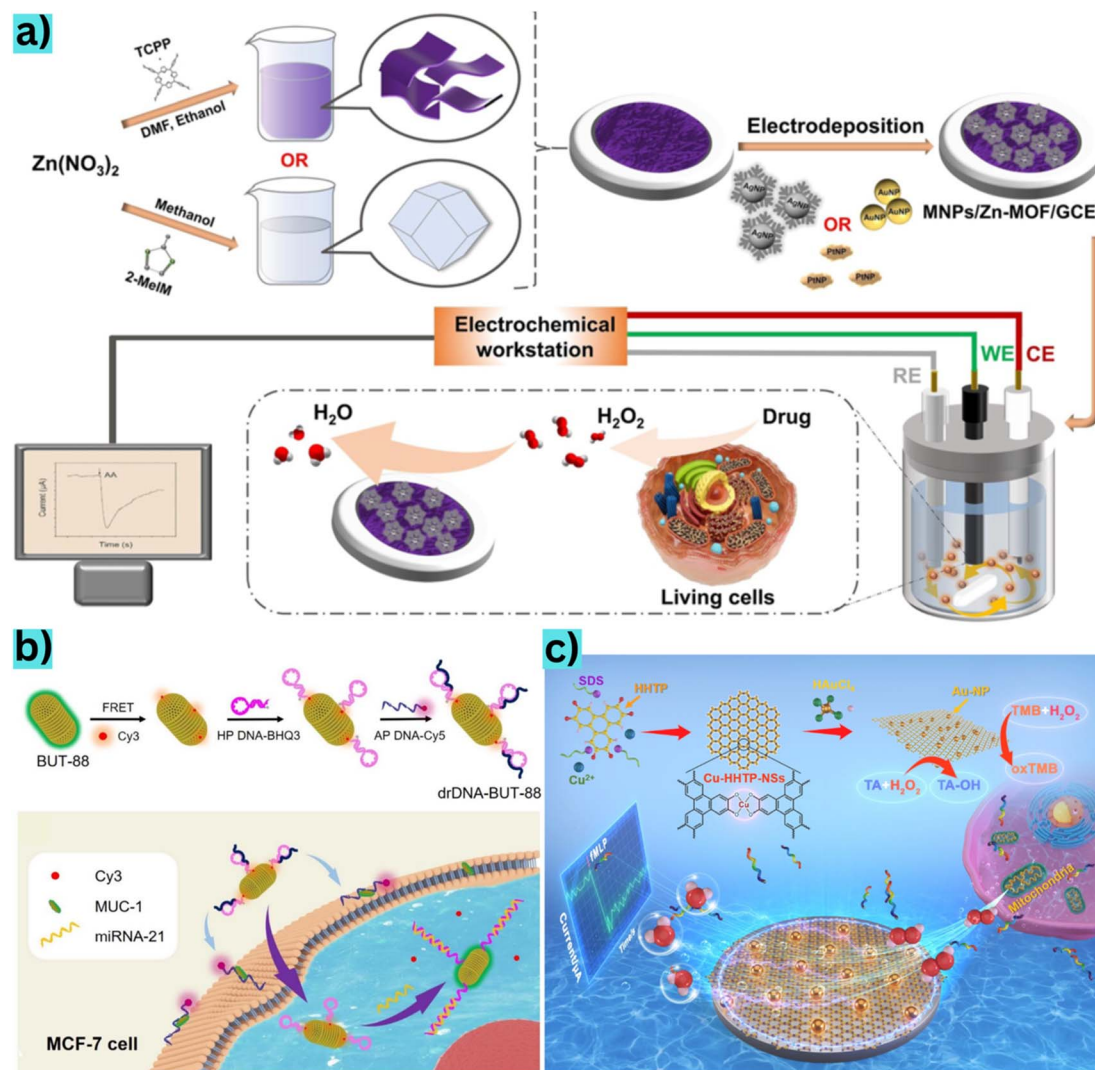 a)
TCPP
DMF, Ethanol
Zn(NO₃)₂
OR
Methanol
2-MeIM
Electrodeposition
AgNP
AgNP
AgNP
OR
AuNP
AuNP
AuNP
PtNP
PtNP
PtNP
MNPs/Zn-MOF/GCE
Electrochemical
workstation
RE
WE
CE
H₂O
H₂O₂
Drug
Living cells
AA
Current (μA)
Time (s)
b)
BUT-88
FRET
Cy3
HP DNA-BHQ3
AP DNA-Cy5
drDNA-BUT-88
Cy3
MUC-1
miRNA-21
MCF-7 cell
c)
SDS
HHTP
Cu²⁺
Cu-HHTP-NSs
Cu
HAuCl₄
e⁻
Au-NP
TMB+H₂O₂
oxTMB
TA+H₂O₂
TA-OH
fMLP
Current/μA
Time/s
Mitochondria